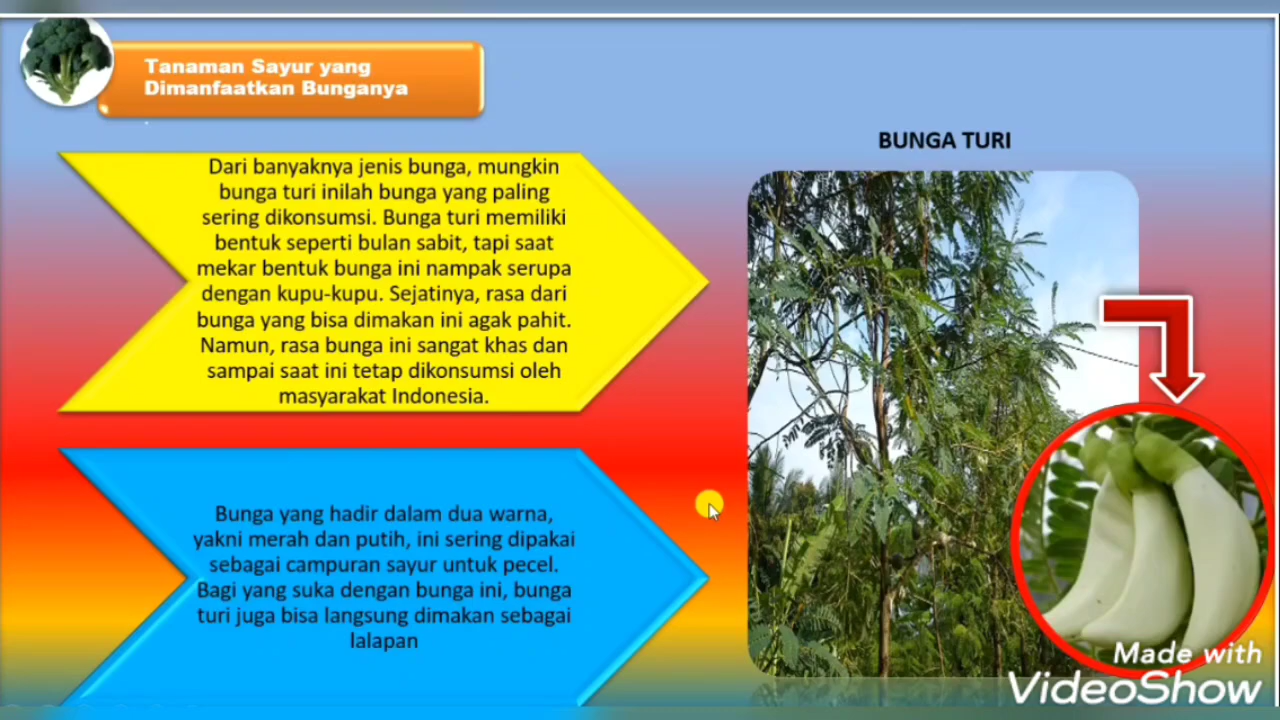 Tanaman Sayur yang
Dimanfaatkan Bunganya
Dari banyaknya jenis bunga, mungkin
bunga turi inilah bunga yang paling
sering dikonsumsi. Bunga turi memiliki
bentuk seperti bulan sabit, tapi saat
mekar bentuk bunga ini nampak serupa
dengan kupu-kupu. Sejatinya, rasa dari
bunga yang bisa dimakan ini agak pahit.
Namun, rasa bunga ini sangat khas dan
sampai saat ini tetap dikonsumsi oleh
masyarakat Indonesia.
Bunga yang hadir dalam dua warna,
yakni merah dan putih, ini sering dipakai
sebagai campuran sayur untuk pecel.
Bagi yang suka dengan bunga ini, bunga
turi juga bisa langsung dimakan sebagai
lalapan
BUNGA TURI
Made with
VideoShow